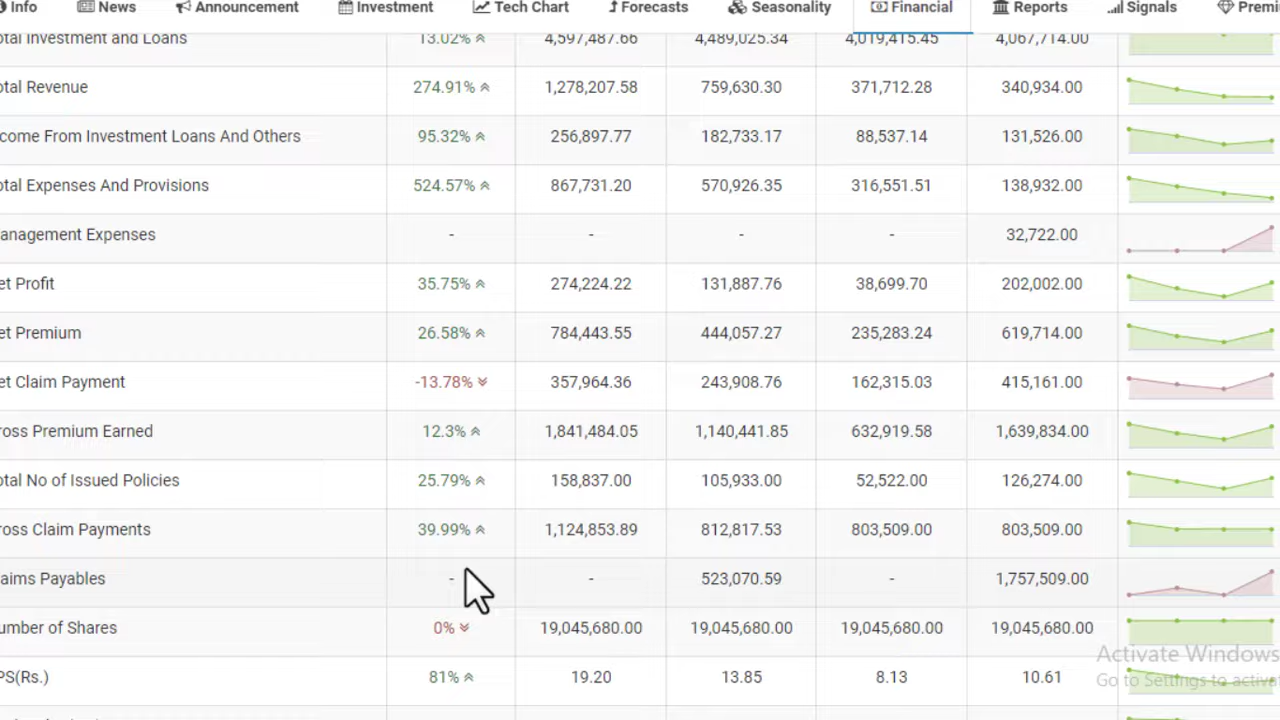 Info News Announcement Investment Tech Chart Forecasts Seasonality Financial Reports Signals Premi
otal Investment and Loans 13.02% 4,597,487.66 4,489,025.34 4,019,415.45 4,067,714.00
otal Revenue 274.91% 1,278,207.58 759,630.30 371,712.28 340,934.00
come From Investment Loans And Others 95.32% 256,897.77 182,733.17 88,537.14 131,526.00
otal Expenses And Provisions 524.57% 867,731.20 570,926.35 316,551.51 138,932.00
anagement Expenses - - - - 32,722.00
et Profit 35.75% 274,224.22 131,887.76 38,699.70 202,002.00
et Premium 26.58% 784,443.55 444,057.27 235,283.24 619,714.00
et Claim Payment -13.78% 357,964.36 243,908.76 162,315.03 415,161.00
ross Premium Earned 12.3% 1,841,484.05 1,140,441.85 632,919.58 1,639,834.00
otal No of Issued Policies 25.79% 158,837.00 105,933.00 52,522.00 126,274.00
ross Claim Payments 39.99% 1,124,853.89 812,817.53 803,509.00 803,509.00
aims Payables - - 523,070.59 - 1,757,509.00
umber of Shares 0% 19,045,680.00 19,045,680.00 19,045,680.00 19,045,680.00
Activate Windows
PS(Rs.) 81% 19.20 13.85 8.13 10.61
Go to Settings to activa